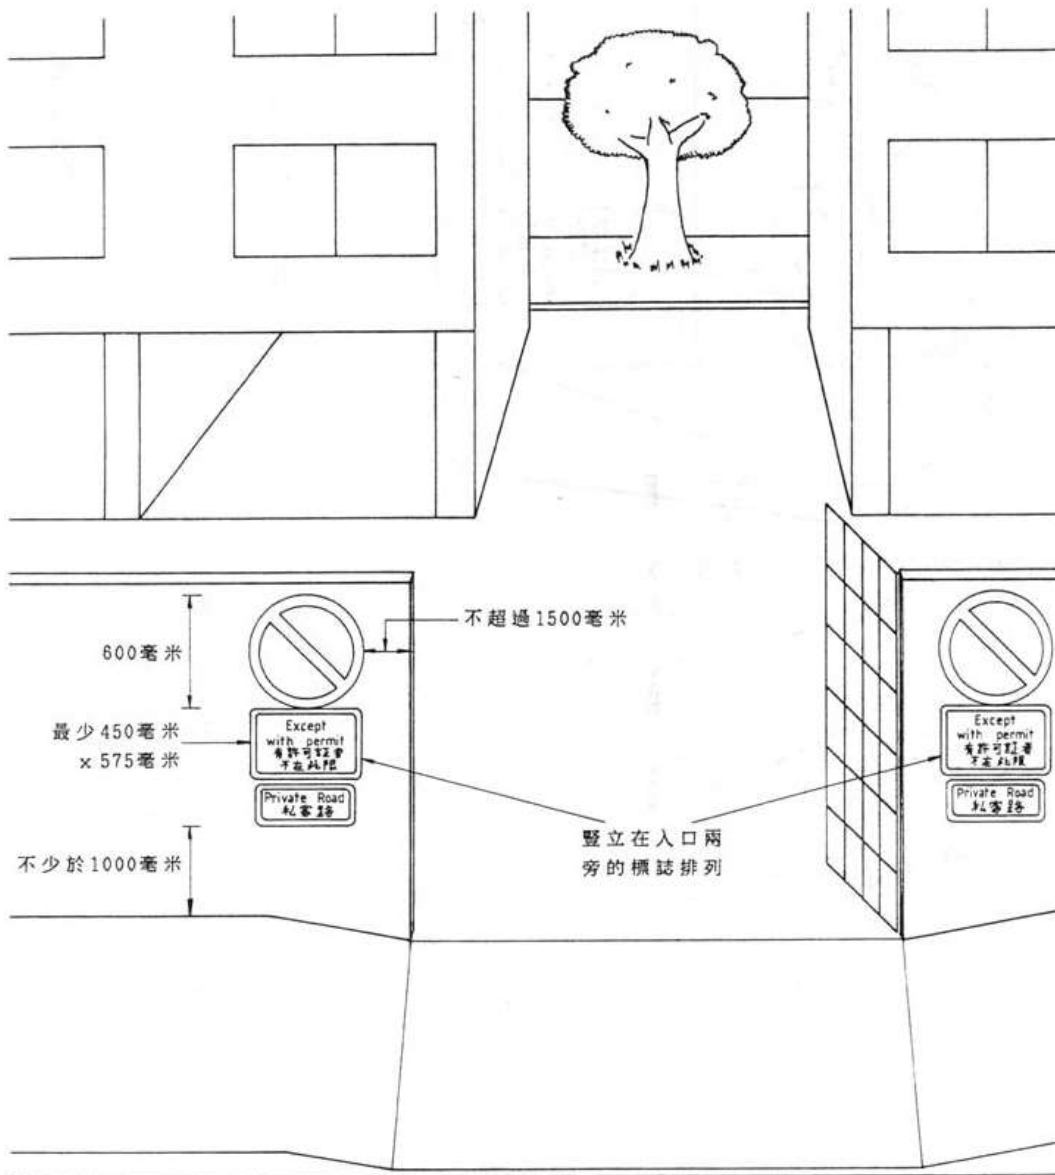 不超過1500毫米
600毫米
最少450毫米
x 575毫米
Except
with permit
有許可証者
不在此限
Private Road
私家路
不少於1000毫米
豎立在入口兩
旁的標誌排列
Except
with permit
有許可証者
不在此限
Private Road
私家路